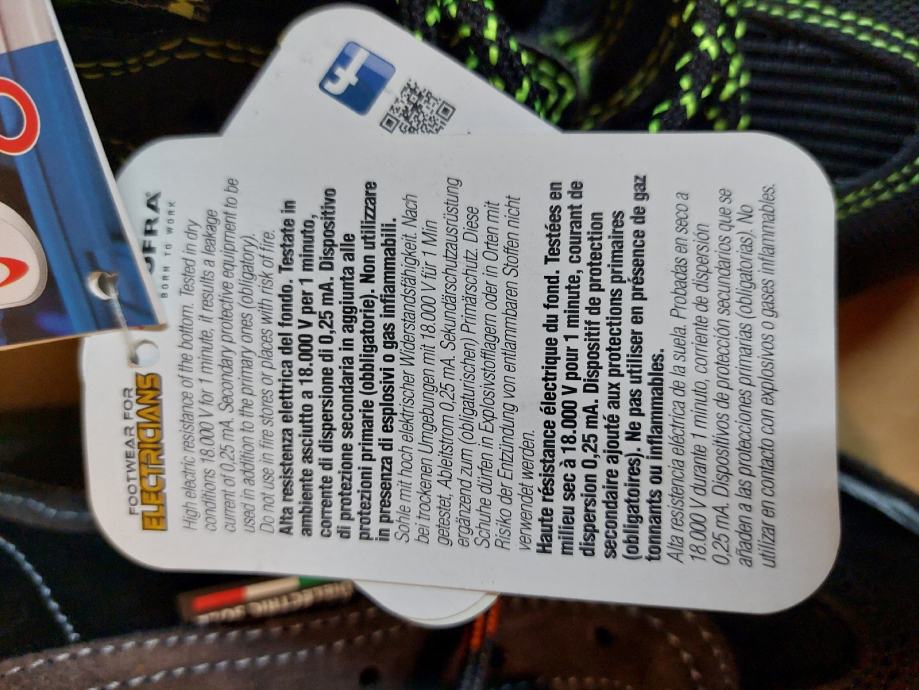 FOOTWEAR FOR
ELECTRICIANS
BORN TO WORK
High electric resistance of the bottom. Tested in dry
conditions 18.000 V for 1 minute, it results a leakage
current of 0,25 mA. Secondary protective equipment to be
used in addition to the primary ones (obligatory).
Do not use in fire stores or places with risk of fire.
Alta resistenza elettrica del fondo. Testate in
ambiente asciutto a 18.000 V per 1 minuto,
corrente di dispersione di 0,25 mA. Dispositivo
di protezione secondaria in aggiunta alle
protezioni primarie (obbligatorie). Non utilizzare
in presenza di esplosivi o gas infiammabili.
Sohle mit hoch elektrischer Widerstandsfähigkeit. Nach
bei trockenen Umgebungen mit 18.000 V für 1 Min
getestet, Ableitstrom 0,25 mA. Sekundärschutzausrüstung
ergänzend zum (obligatorischen) Primärschutz. Diese
Schuhe dürfen in Explosivstofflagern oder in Orten mit
Risiko der Entzündung von entflammbaren Stoffen nicht
verwendet werden.
Haute résistance électrique du fond. Testées en
milieu sec à 18.000 V pour 1 minute, courant de
dispersion 0,25 mA. Dispositif de protection
secondaire ajouté aux protections primaires
(obligatoires). Ne pas utiliser en présence de gaz
tonnants ou inflammables.
Alta resistencia eléctrica de la suela. Probadas en seco a
18.000 V durante 1 minuto, corriente de dispersión
0,25 mA. Dispositivos de protección secundarios que se
añaden a las protecciones primarias (obligatorias). No
utilizar en contacto con explosivos o gases inflammables.